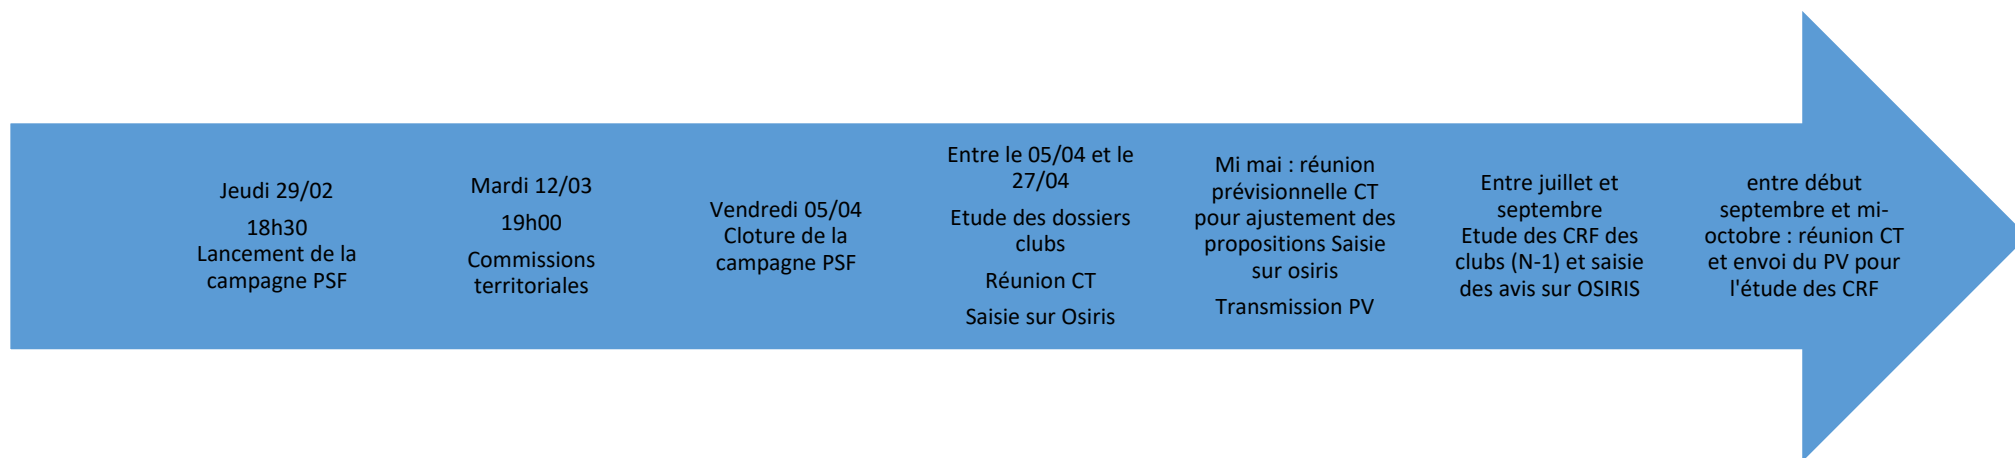 Jeudi 29/02
18h30
Lancement de la
campagne PSF
Mardi 12/03
19h00
Commissions
territoriales
Vendredi 05/04
Cloture de la
campagne PSF
Entre le 05/04 et le
27/04
Etude des dossiers
clubs
Réunion CT
Saisie sur Osiris
Mi mai : réunion
prévisionnelle CT
pour ajustement des
propositions Saisie
sur osiris
Transmission PV
Entre juillet et
septembre
Etude des CRF des
clubs (N-1) et saisie
des avis sur OSIRIS
entre début
septembre et mi-
octobre : réunion CT
et envoi du PV pour
l'étude des CRF